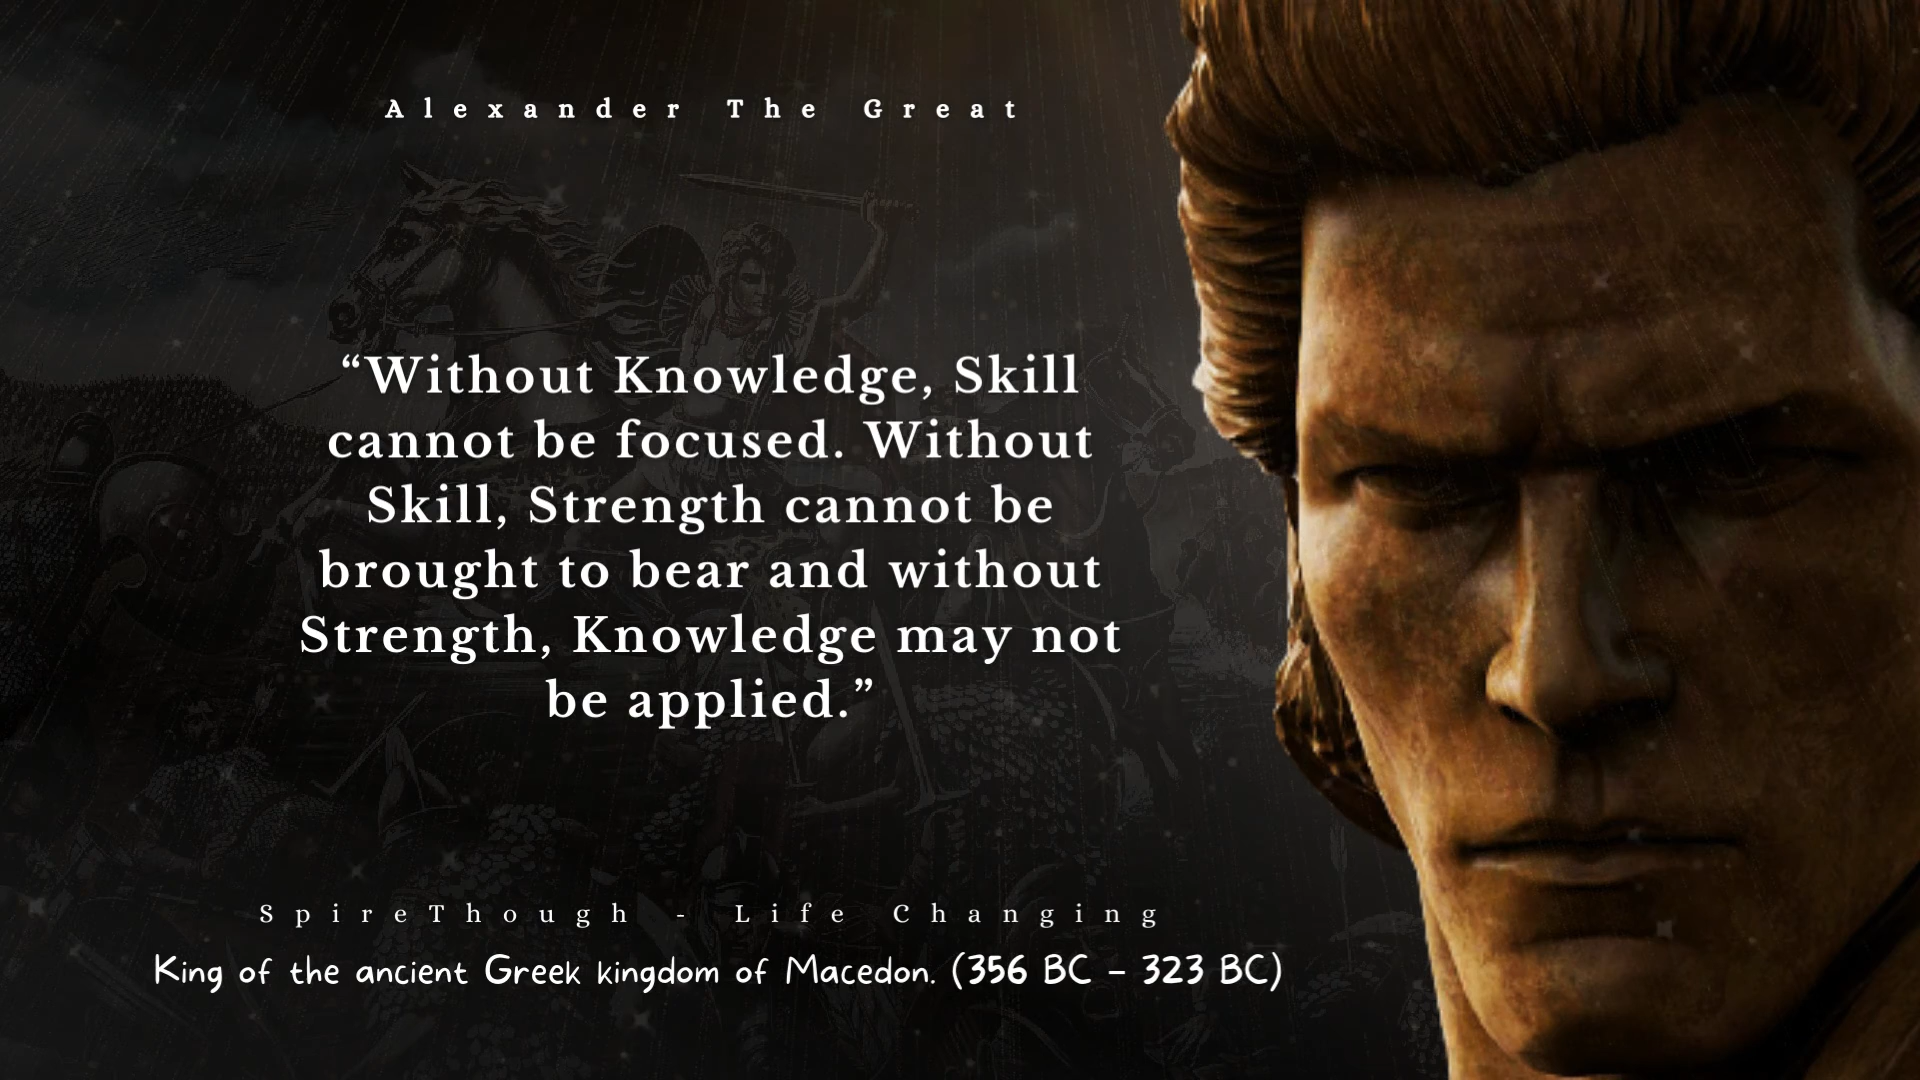 Alexander The Great
“Without Knowledge, Skill
cannot be focused. Without
Skill, Strength cannot be
brought to bear and without
Strength, Knowledge may not
be applied.”
SpireThough - Life Changing
King of the ancient Greek kingdom of Macedon. (356 BC – 323 BC)